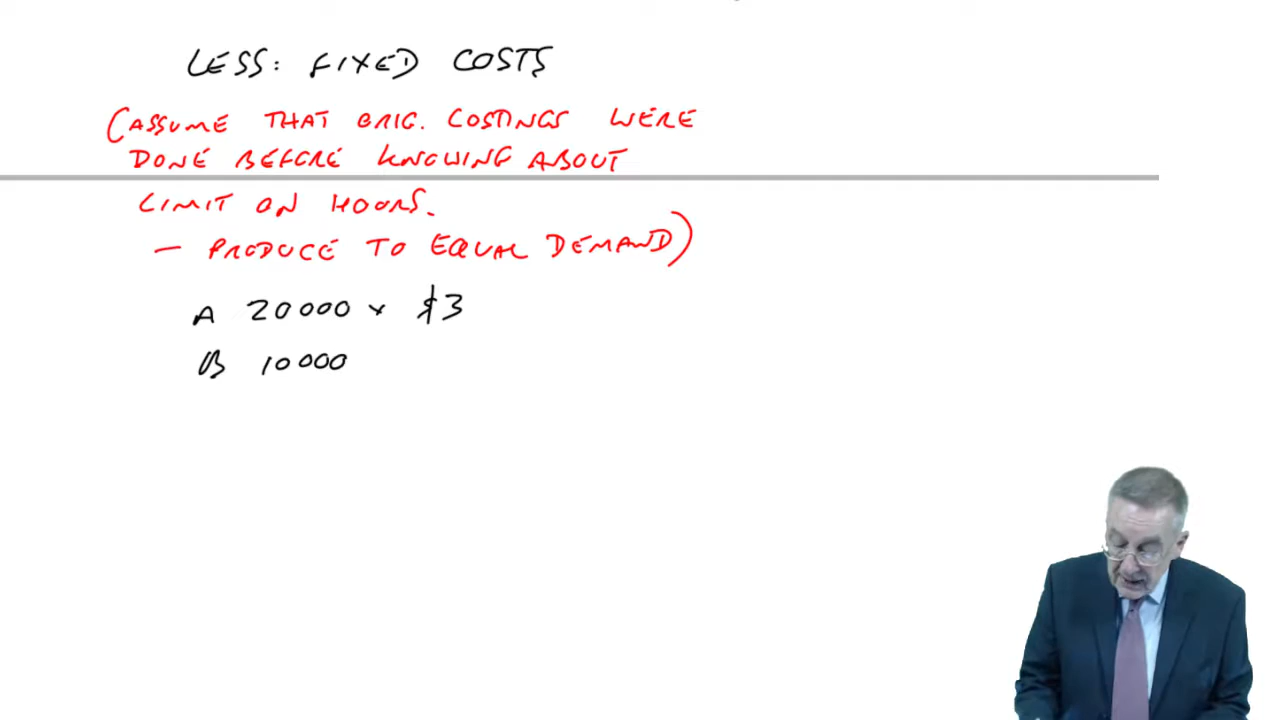 LESS: FIXED COSTS
(ASSUME THAT ORIG. COSTINGS WERE
DONE BEFORE KNOWING ABOUT
LIMIT ON HOURS.
— PRODUCE TO EQUAL DEMAND)
A 20000 × $3
B 10000